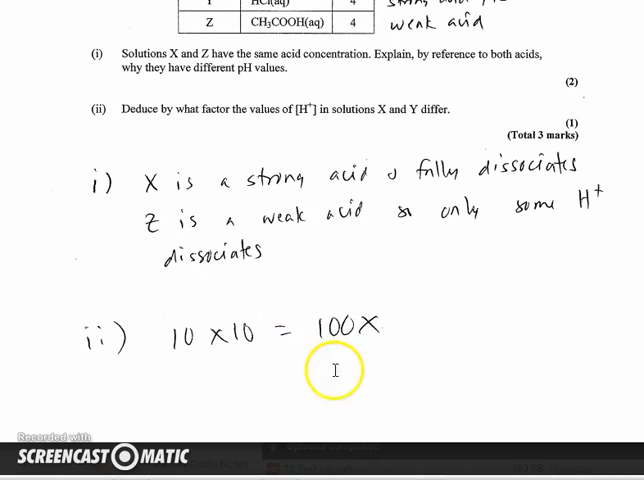 Y HCl(aq) 4 strong acid
Z CH₃COOH(aq) 4 weak acid
(i) Solutions X and Z have the same acid concentration. Explain, by reference to both acids,
why they have different pH values.
(2)
(ii) Deduce by what factor the values of [H⁺] in solutions X and Y differ.
(1)
(Total 3 marks)
i) X is a strong acid & fully dissociates
Z is a weak acid so only some H⁺
dissociates
ii) 10 x 10 = 100x
Recorded with
SCREENCAST MATIC